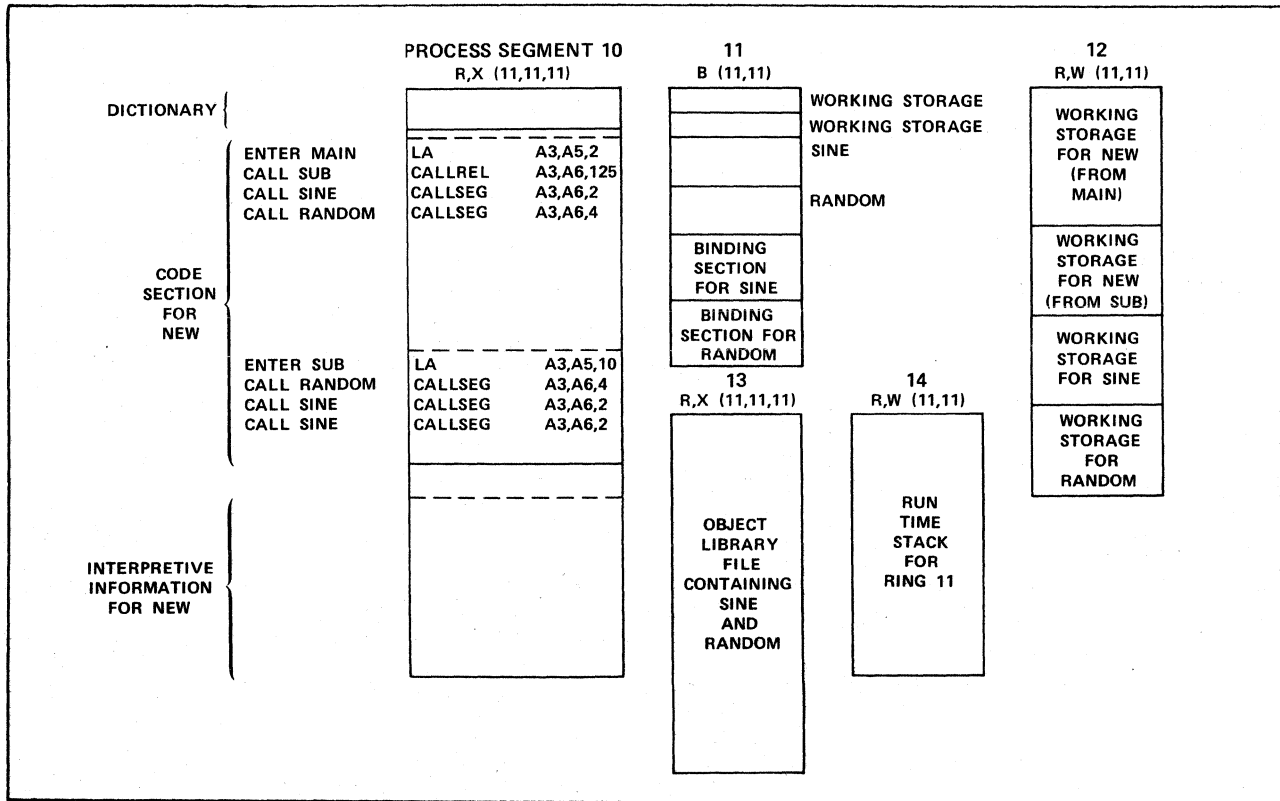 PROCESS SEGMENT 10
R,X (11,11,11)
11
B (11,11)
12
R,W (11,11)
DICTIONARY
ENTER MAIN LA A3,A5,2
CALL SUB CALLREL A3,A6,125
CALL SINE CALLSEG A3,A6,2
CALL RANDOM CALLSEG A3,A6,4
CODE
SECTION
FOR
NEW
ENTER SUB LA A3,A5,10
CALL RANDOM CALLSEG A3,A6,4
CALL SINE CALLSEG A3,A6,2
CALL SINE CALLSEG A3,A6,2
INTERPRETIVE
INFORMATION
FOR NEW
WORKING STORAGE
WORKING STORAGE
SINE
RANDOM
BINDING
SECTION
FOR SINE
BINDING
SECTION FOR
RANDOM
WORKING
STORAGE
FOR NEW
(FROM
MAIN)
WORKING
STORAGE
FOR NEW
(FROM SUB)
WORKING
STORAGE
FOR SINE
WORKING
STORAGE
FOR
RANDOM
13
R,X (11,11,11)
OBJECT
LIBRARY
FILE
CONTAINING
SINE
AND
RANDOM
14
R,W (11,11)
RUN
TIME
STACK
FOR
RING 11